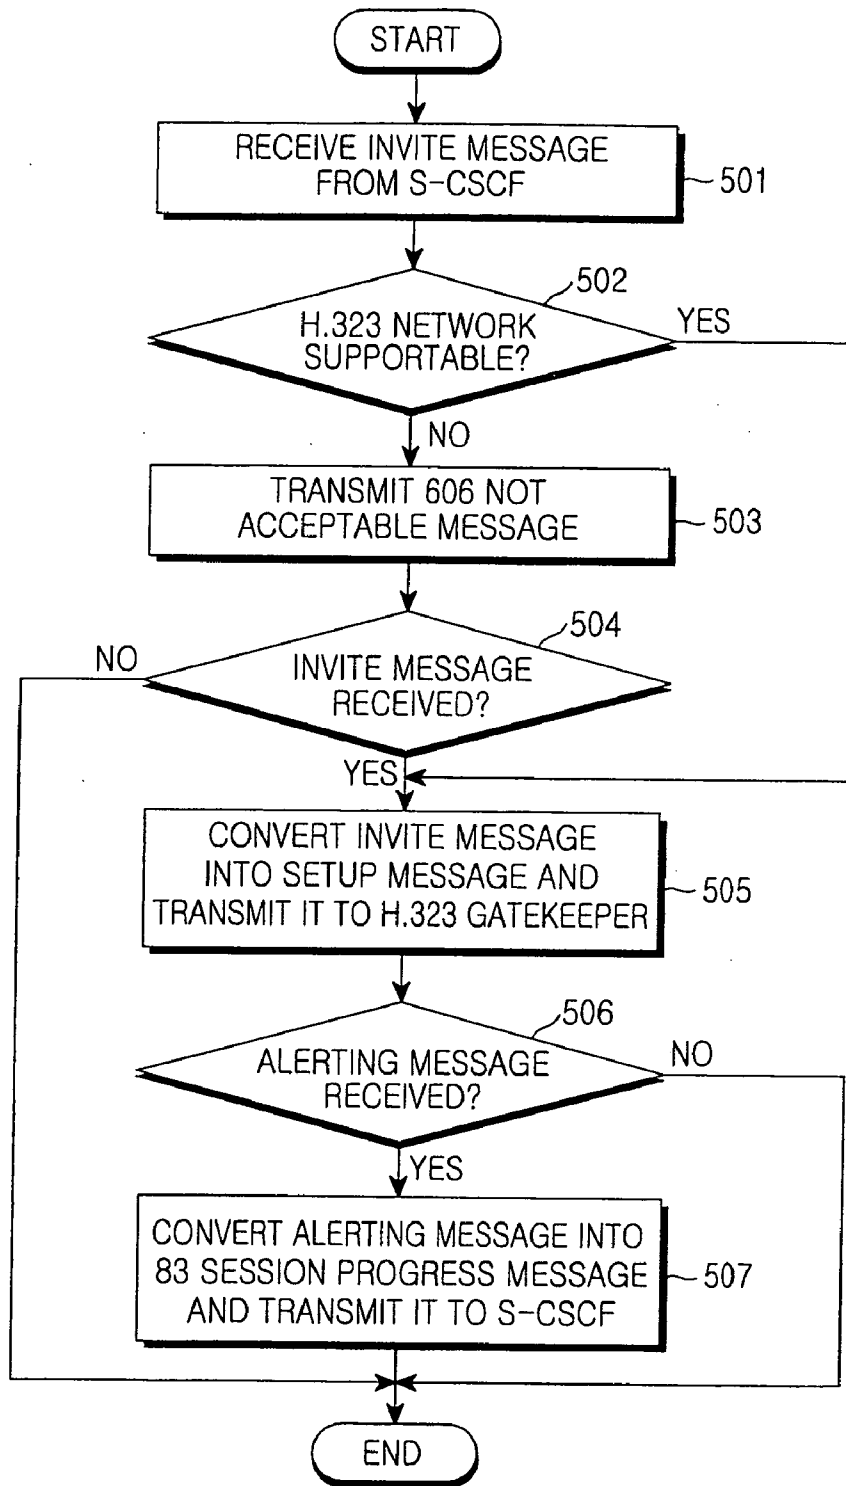 START
RECEIVE INVITE MESSAGE
FROM S-CSCF
501
502
H.323 NETWORK
SUPPORTABLE?
YES
NO
TRANSMIT 606 NOT
ACCEPTABLE MESSAGE
503
504
NO
INVITE MESSAGE
RECEIVED?
YES
CONVERT INVITE MESSAGE
INTO SETUP MESSAGE AND
TRANSMIT IT TO H.323 GATEKEEPER
505
506
ALERTING MESSAGE
RECEIVED?
NO
YES
CONVERT ALERTING MESSAGE INTO
83 SESSION PROGRESS MESSAGE
AND TRANSMIT IT TO S-CSCF
507
END